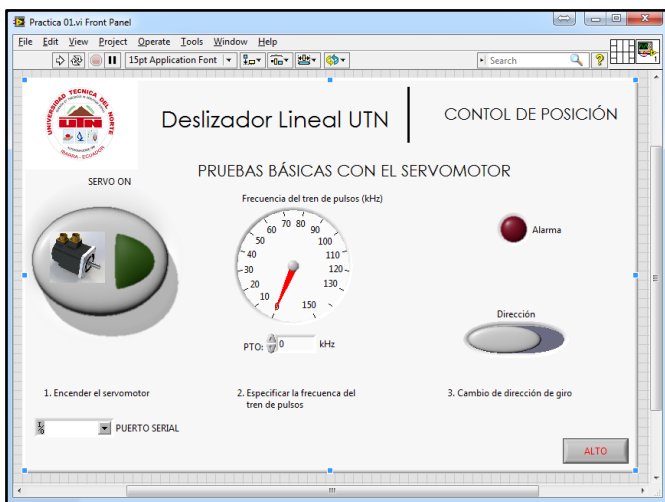 Practica 01.vi Front Panel
File Edit View Project Operate Tools Window Help
15pt Application Font
Search
1
UNIVERSIDAD TECNICA DEL NORTE
UTN
IBARRA - ECUADOR
Deslizador Lineal UTN
CONTOL DE POSICIÓN
PRUEBAS BÁSICAS CON EL SERVOMOTOR
SERVO ON
Frecuencia del tren de pulsos (kHz)
0 10 20 30 40 50 60 70 80 90 100 110 120 130 150
Alarma
Dirección
PTO: 0 kHz
1. Encender el servomotor
2. Especificar la frecuenca del
tren de pulsos
3. Cambio de dirección de giro
PUERTO SERIAL
ALTO